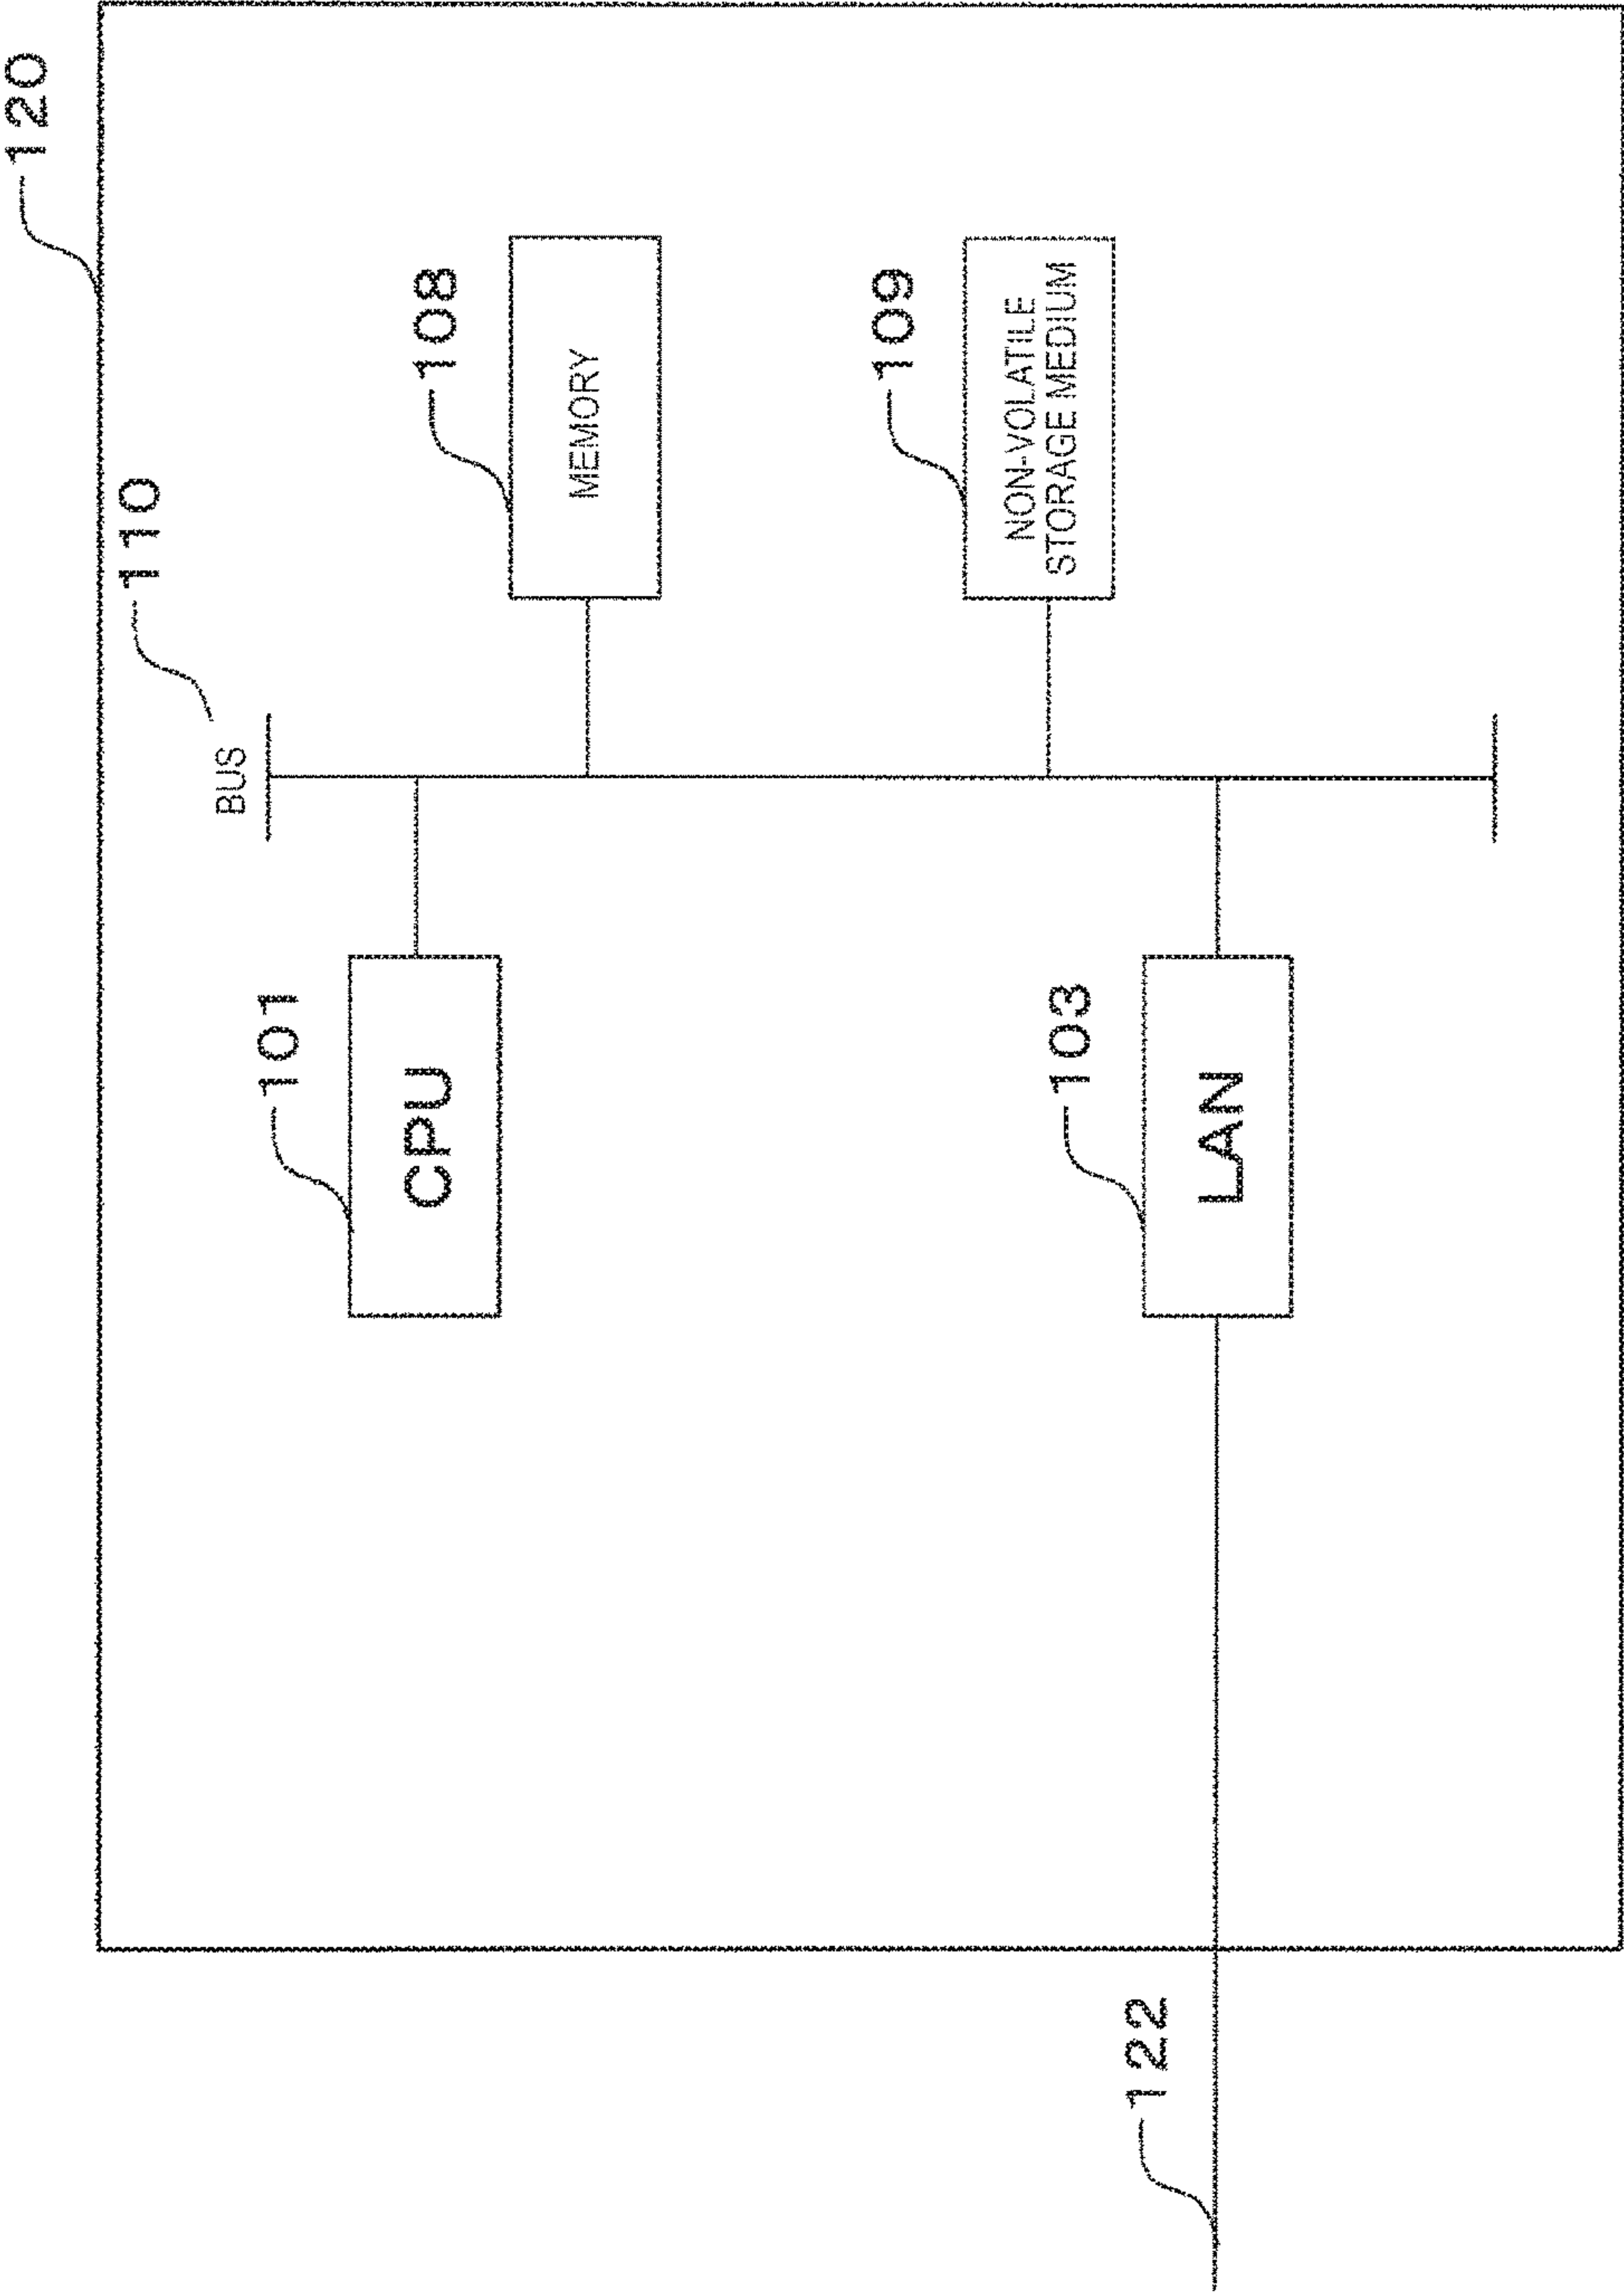 120
110
BUS
101
CPU
108
MEMORY
109
NON-VOLATILE
STORAGE MEDIUM
103
122
LAN